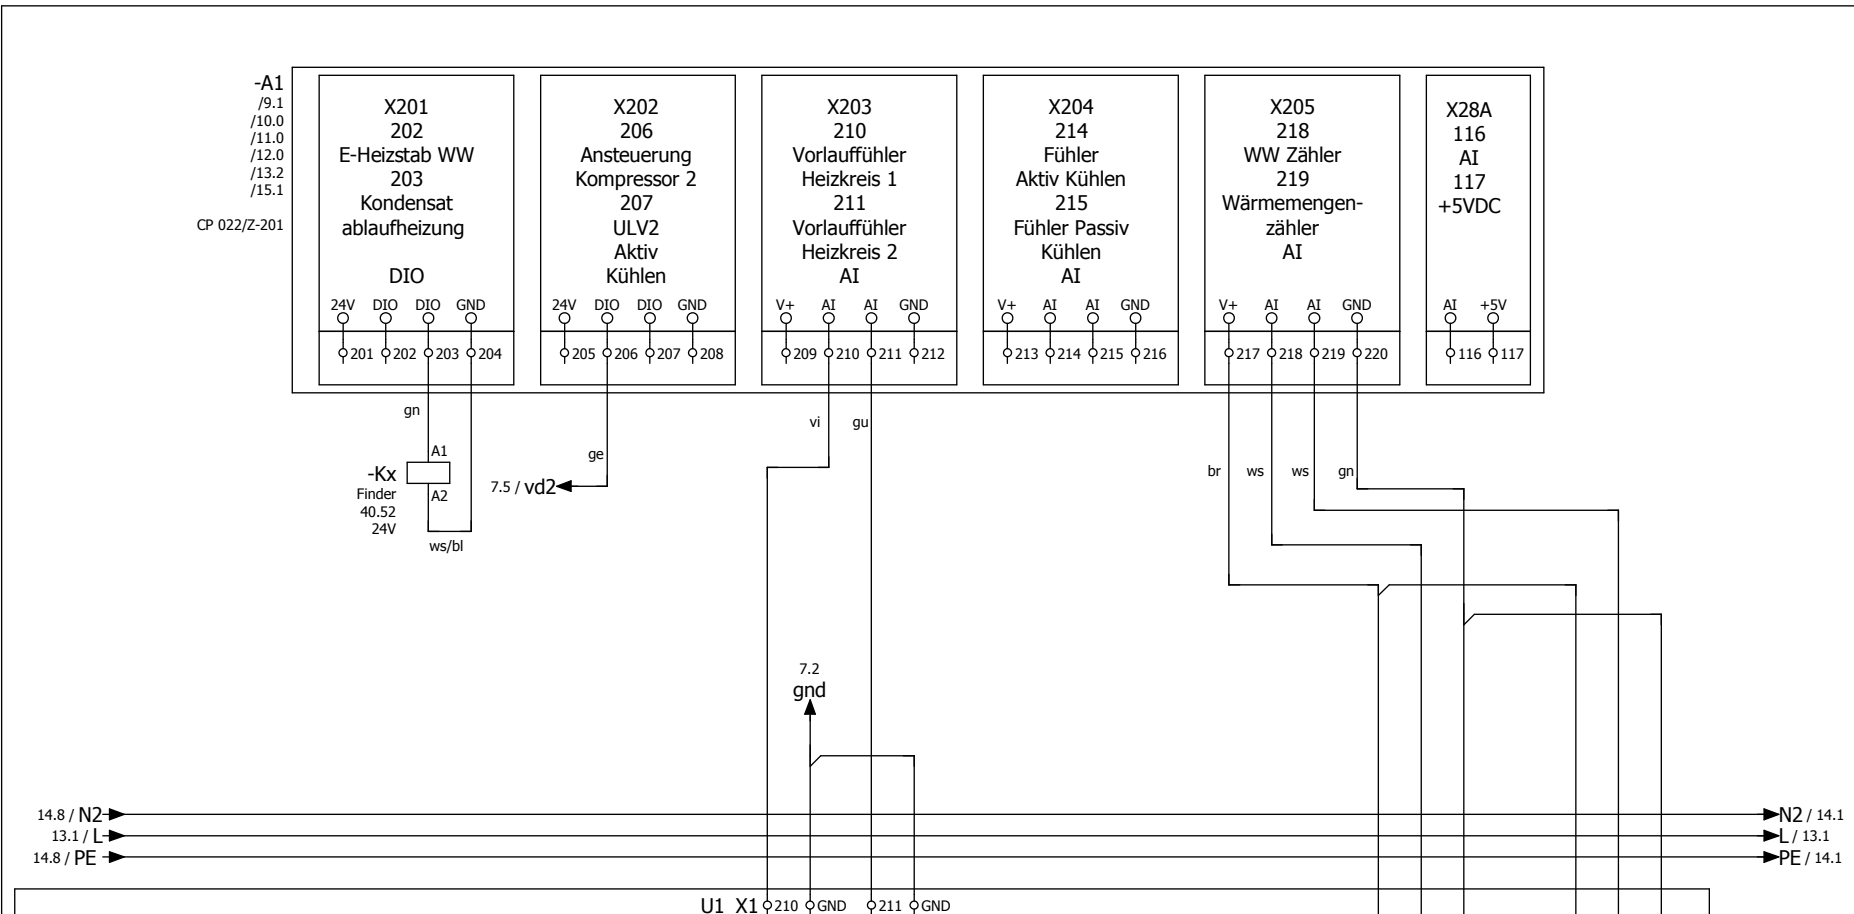 -A1
/9.1
/10.0
/11.0
/12.0
/13.2
/15.1
CP 022/Z-201
X201
202
E-Heizstab WW
203
Kondensat
ablaufheizung
DIO
24V DIO DIO GND
201 202 203 204
X202
206
Ansteuerung
Kompressor 2
207
ULV2
Aktiv
Kühlen
24V DIO DIO GND
205 206 207 208
X203
210
Vorlauffühler
Heizkreis 1
211
Vorlauffühler
Heizkreis 2
AI
V+ AI AI GND
209 210 211 212
X204
214
Fühler
Aktiv Kühlen
215
Fühler Passiv
Kühlen
AI
V+ AI AI GND
213 214 215 216
X205
218
WW Zähler
219
Wärmemengen-
zähler
AI
V+ AI AI GND
217 218 219 220
X28A
116
AI
117
+5VDC
AI +5V
116 117
gn
A1
-Kx
Finder
40.52
24V
A2
ws/bl
ge
7.5 / vd2
vi gu
br ws ws gn
7.2
gnd
14.8 / N2
13.1 / L
14.8 / PE
N2 / 14.1
L / 13.1
PE / 14.1
U1 X1 210 GND 211 GND